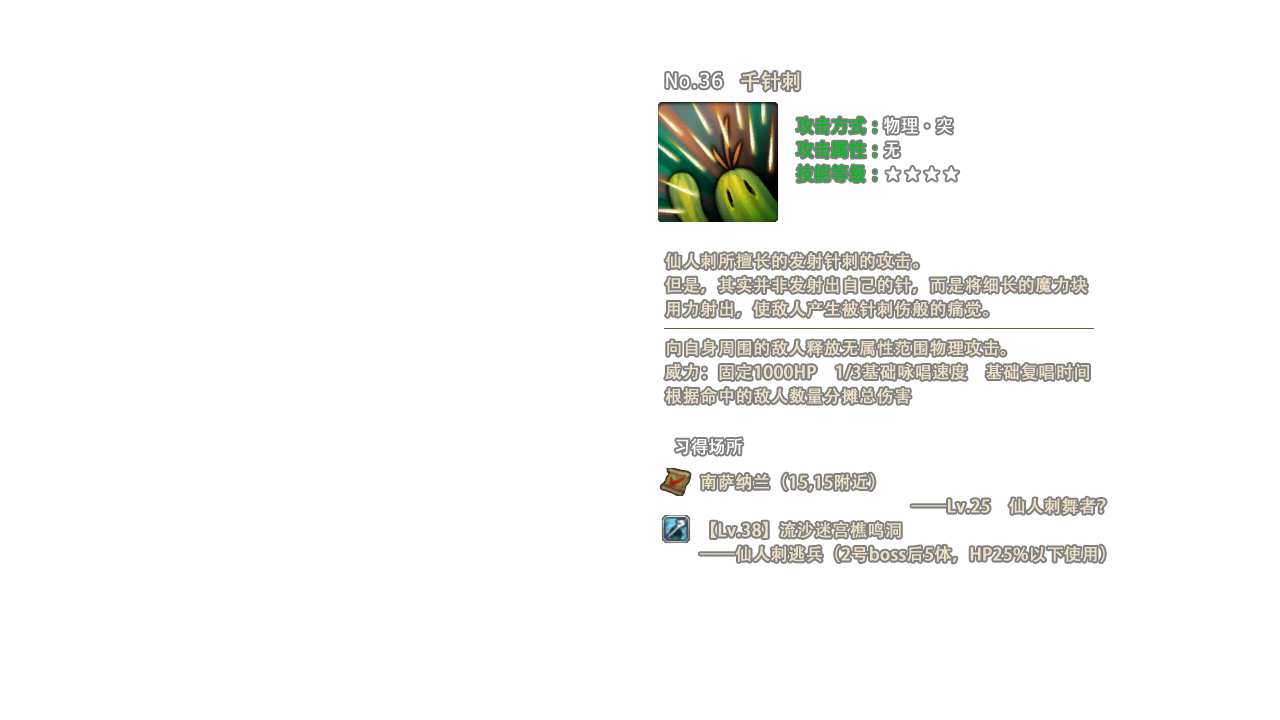 No.36 千针刺
攻击方式：物理·突
攻击属性：无
技能等级：☆☆☆☆
仙人刺所擅长的发射针刺的攻击。
但是，其实并非发射出自己的针，而是将细长的魔力块
用力射出，使敌人产生被针刺伤般的痛觉。
向自身周围的敌人释放无属性范围物理攻击。
威力：固定1000HP 1/3基础咏唱速度 基础复唱时间
根据命中的敌人数量分摊总伤害
习得场所
南萨纳兰（15,15附近）
——Lv.25 仙人刺舞者？
【Lv.38】流沙迷宫樵鸣洞
——仙人刺逃兵（2号boss后5体，HP25%以下使用）